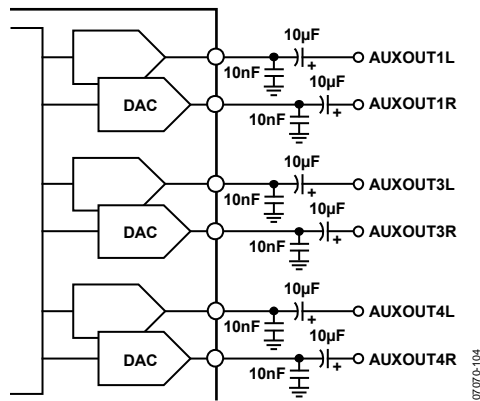 10µF
+
AUXOUT1L
10nF
10µF
DAC
+
AUXOUT1R
10nF
10µF
+
AUXOUT3L
10nF
10µF
DAC
+
AUXOUT3R
10nF
10µF
+
AUXOUT4L
10nF
10µF
DAC
+
AUXOUT4R
10nF
07070-104